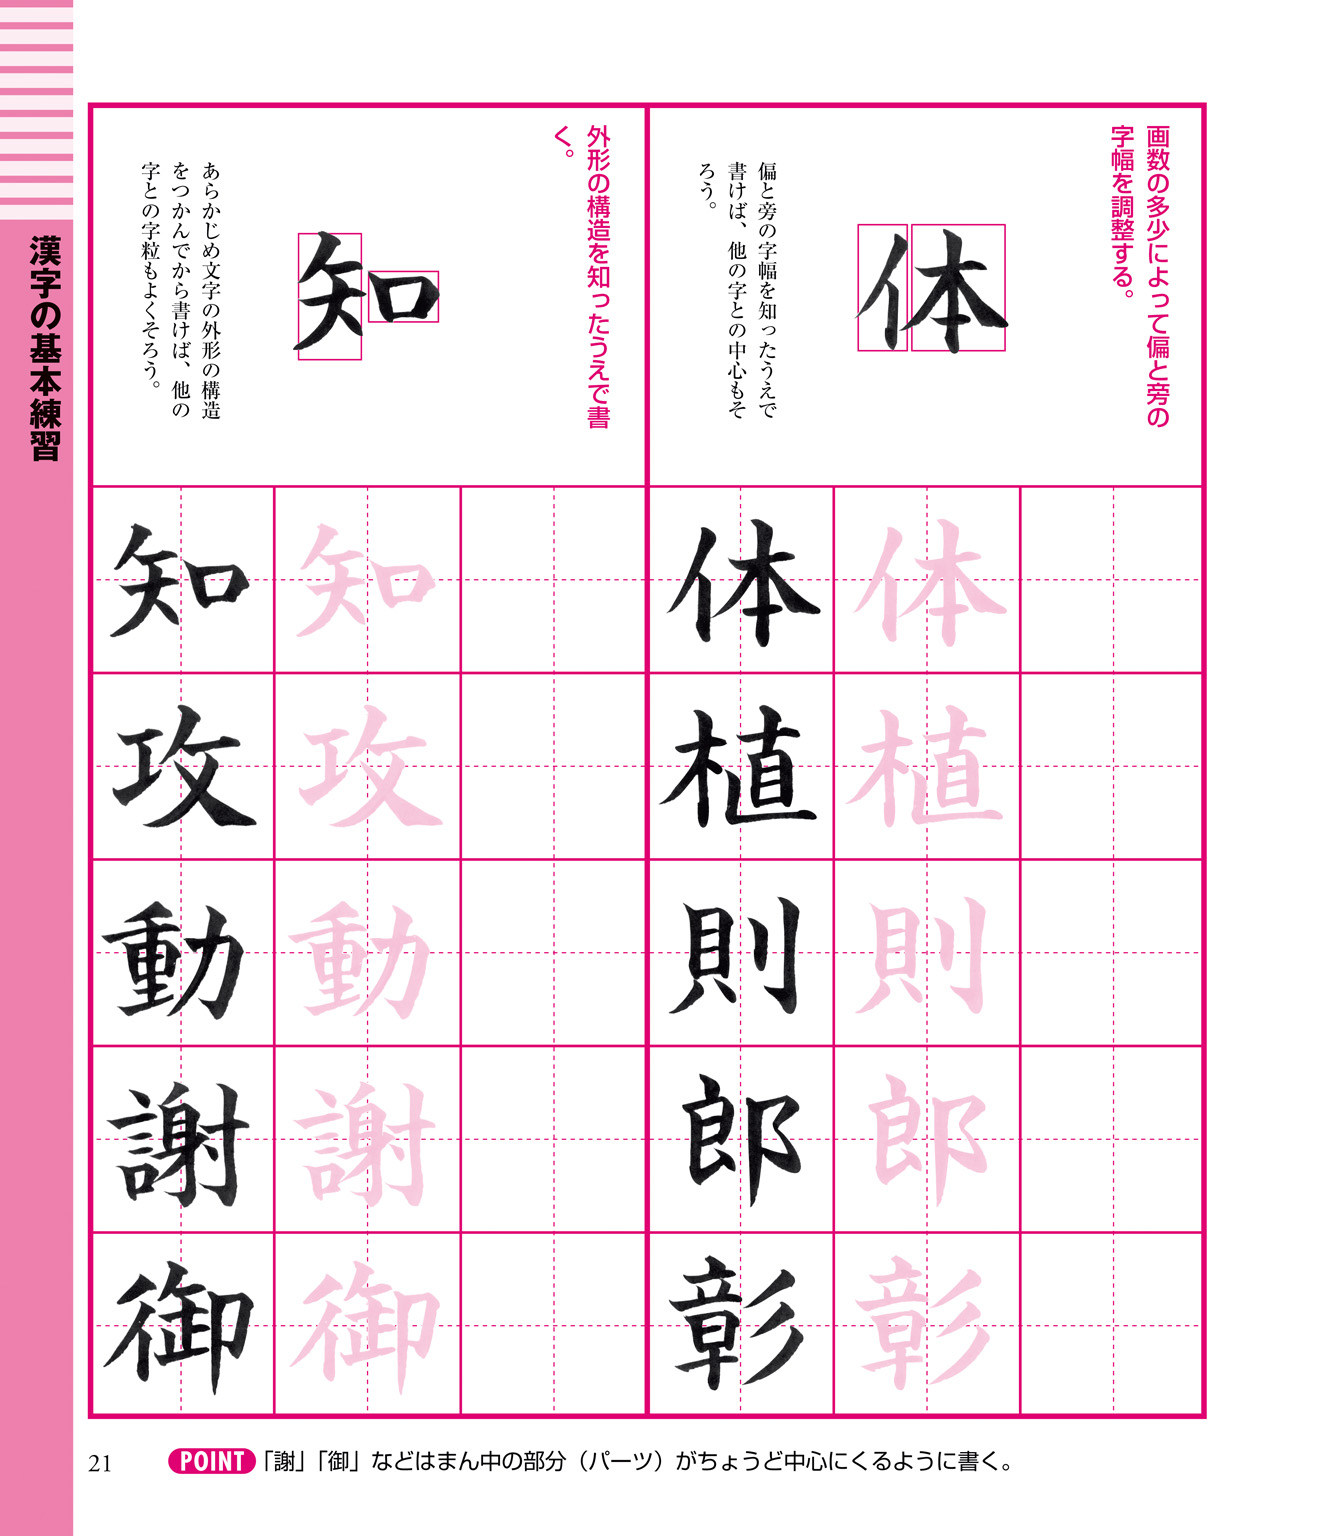 漢字の基本練習
画数の多少によって偏と旁の
字幅を調整する。
体
偏と旁の字幅を知ったうえで
書けば、他の字との中心もそ
ろう。
外形の構造を知ったうえで書
く。
知
あらかじめ文字の外形の構造
をつかんでから書けば、他の
字との字粒もよくそろう。
体
植
則
郎
彰
体
植
則
郎
彰
知
攻
動
謝
御
知
攻
動
謝
御
21
POINT 「謝」「御」などはまん中の部分（パーツ）がちょうど中心にくるように書く。